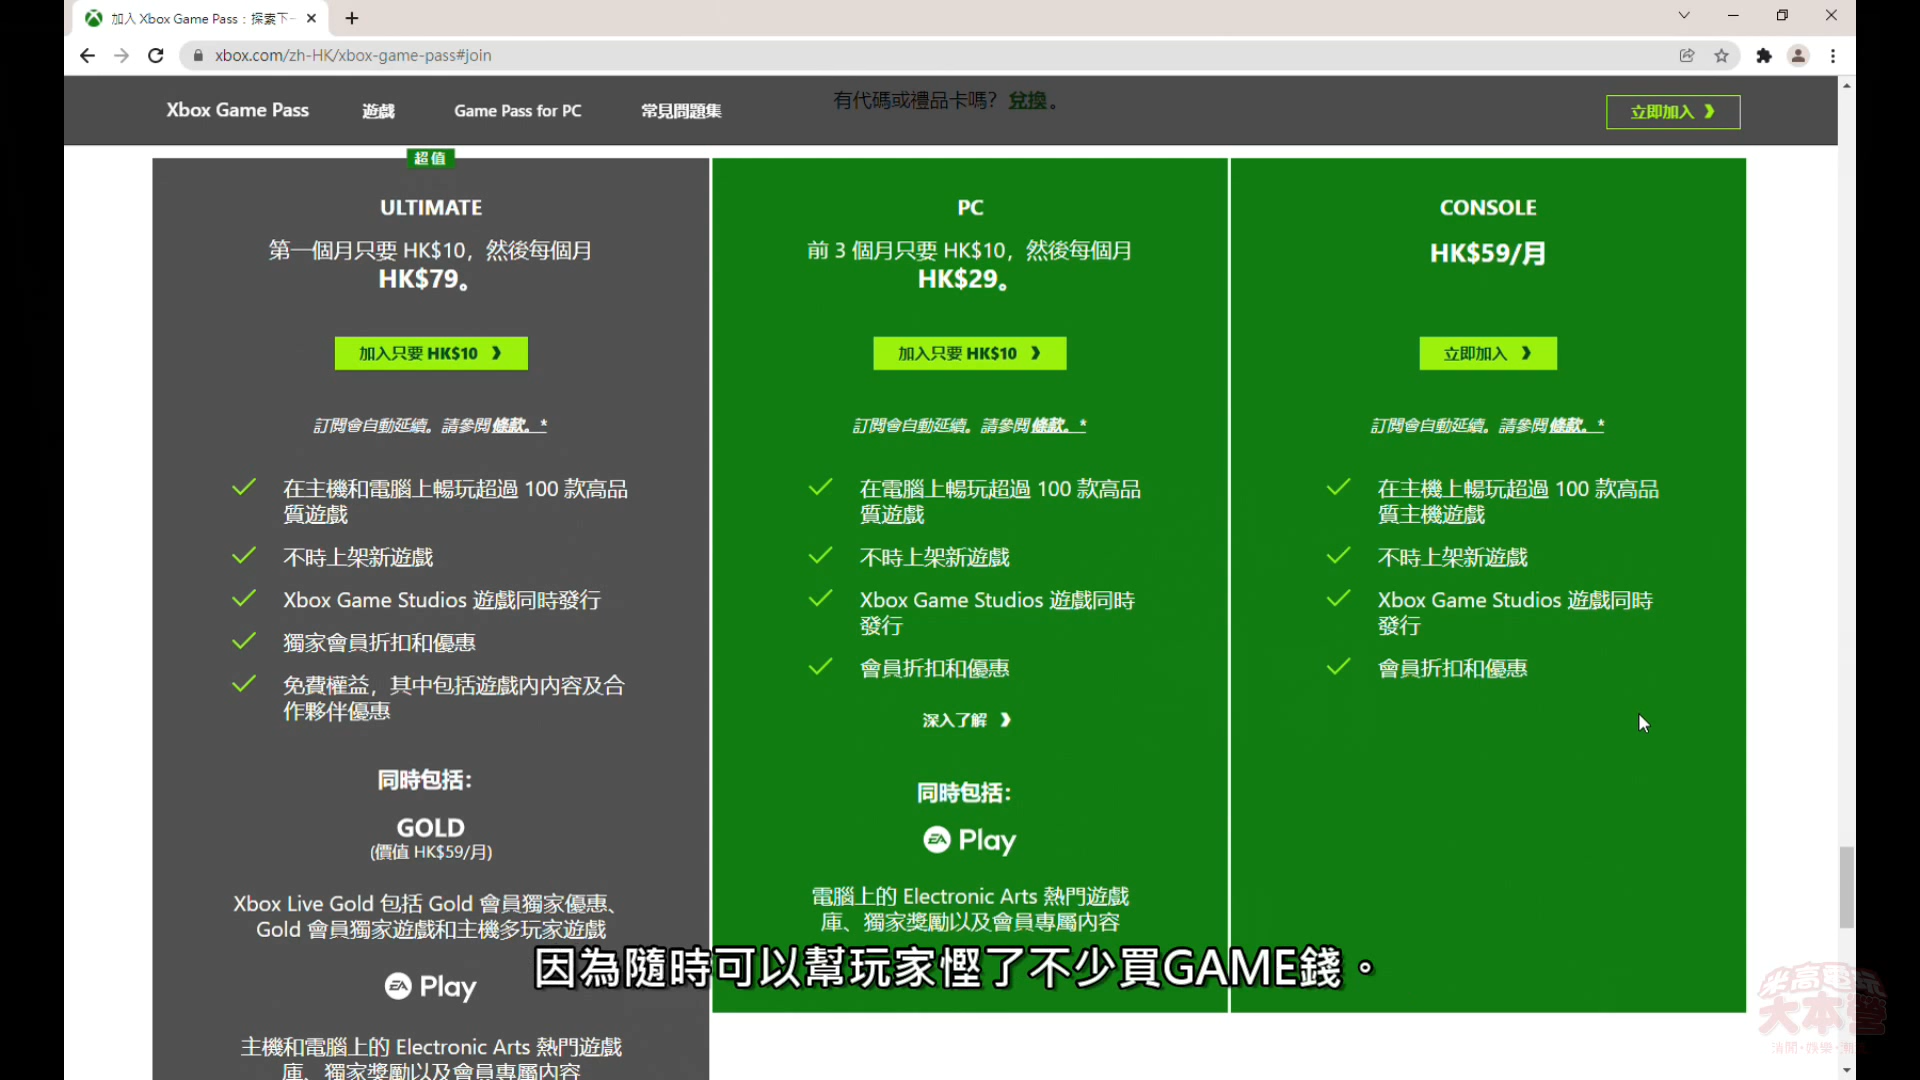 加入 Xbox Game Pass：探索下一
xbox.com/zh-HK/xbox-game-pass#join
Xbox Game Pass
遊戲
Game Pass for PC
常見問題集
有代碼或禮品卡嗎？兌換。
立即加入
超值
ULTIMATE
第一個月只要 HK$10，然後每個月
HK$79。
加入只要 HK$10
訂閱會自動延續。請參閱條款。*
在主機和電腦上暢玩超過 100 款高品
質遊戲
不時上架新遊戲
Xbox Game Studios 遊戲同時發行
獨家會員折扣和優惠
免費權益，其中包括遊戲內內容及合
作夥伴優惠
同時包括：
GOLD
(價值 HK$59/月)
Xbox Live Gold 包括 Gold 會員獨家優惠、
Gold 會員獨家遊戲和主機多玩家遊戲
EA Play
主機和電腦上的 Electronic Arts 熱門遊戲
庫、獨家獎勵以及會員專屬內容
PC
前 3 個月只要 HK$10，然後每個月
HK$29。
加入只要 HK$10
訂閱會自動延續。請參閱條款。*
在電腦上暢玩超過 100 款高品
質遊戲
不時上架新遊戲
Xbox Game Studios 遊戲同時
發行
會員折扣和優惠
深入了解
同時包括：
EA Play
電腦上的 Electronic Arts 熱門遊戲
庫、獨家獎勵以及會員專屬內容
CONSOLE
HK$59/月
立即加入
訂閱會自動延續。請參閱條款。*
在主機上暢玩超過 100 款高品
質主機遊戲
不時上架新遊戲
Xbox Game Studios 遊戲同時
發行
會員折扣和優惠
因為隨時可以幫玩家慳了不少買GAME錢。
米高電玩
大本營